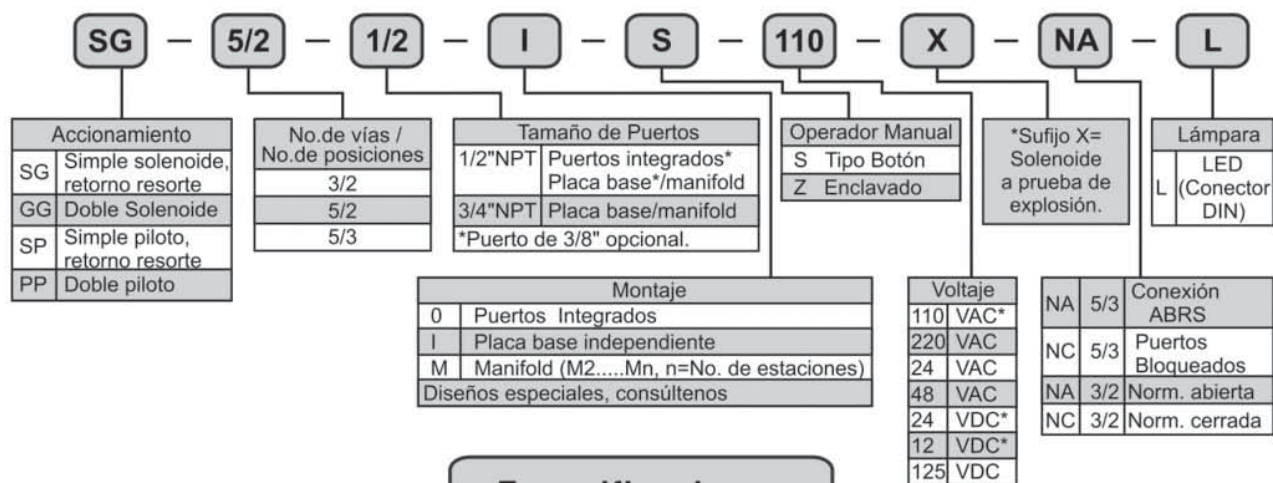 SG – 5/2 – 1/2 – I – S – 110 – X – NA – L
Accionamiento
SG Simple solenoide,
retorno resorte
GG Doble Solenoide
SP Simple piloto,
retorno resorte
PP Doble piloto
No.de vías /
No.de posiciones
3/2
5/2
5/3
Tamaño de Puertos
1/2"NPT Puertos integrados*
Placa base*/manifold
3/4"NPT Placa base/manifold
*Puerto de 3/8" opcional.
Operador Manual
S Tipo Botón
Z Enclavado
*Sufijo X=
Solenoide
a prueba de
explosión.
Lámpara
L LED
(Conector
DIN)
Montaje
0 Puertos Integrados
I Placa base independiente
M Manifold (M2.....Mn, n=No. de estaciones)
Diseños especiales, consúltenos
Voltaje
110 VAC*
220 VAC
24 VAC
48 VAC
24 VDC*
12 VDC*
125 VDC
NA 5/3 Conexión
ABRS
NC 5/3 Puertos
Bloqueados
NA 3/2 Norm. abierta
NC 3/2 Norm. cerrada